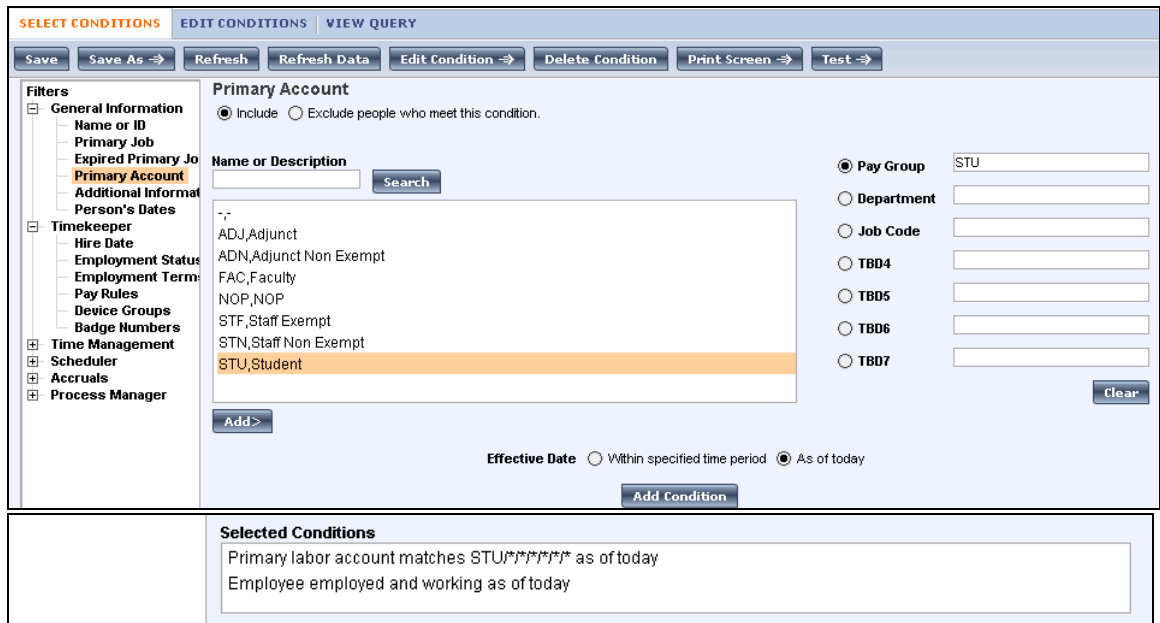 SELECT CONDITIONS EDIT CONDITIONS VIEW QUERY
Save Save As Refresh Refresh Data Edit Condition Delete Condition Print Screen Test
Filters
General Information
Name or ID
Primary Job
Expired Primary Jo
Primary Account
Additional Informat
Person's Dates
Timekeeper
Hire Date
Employment Status
Employment Terms
Pay Rules
Device Groups
Badge Numbers
Time Management
Scheduler
Accruals
Process Manager
Primary Account
Include Exclude people who meet this condition.
Name or Description
Search
-,-
ADJ,Adjunct
ADN,Adjunct Non Exempt
FAC,Faculty
NOP,NOP
STF,Staff Exempt
STN,Staff Non Exempt
STU,Student
Add>
Pay Group STU
Department
Job Code
TBD4
TBD5
TBD6
TBD7
Clear
Effective Date Within specified time period As of today
Add Condition
Selected Conditions
Primary labor account matches STU/*/*/*/*/*/* as of today
Employee employed and working as of today